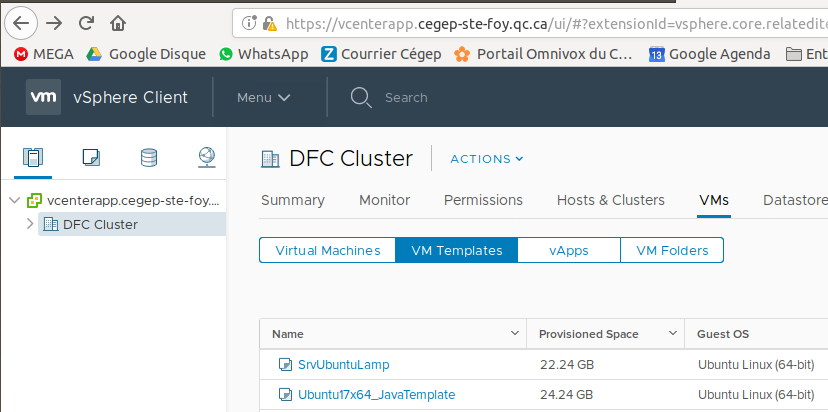 https://vcenterapp.cegep-ste-foy.qc.ca/ui/#?extensionId=vsphere.core.relatedite
MEGA Google Disque WhatsApp Z Courrier Cégep Portail Omnivox du C… 13 Google Agenda Ent
vm vSphere Client Menu Search
DFC Cluster ACTIONS
Summary Monitor Permissions Hosts & Clusters VMs Datastore
vcenterapp.cegep-ste-foy....
DFC Cluster
Virtual Machines VM Templates vApps VM Folders
Name Provisioned Space Guest OS
SrvUbuntuLamp 22.24 GB Ubuntu Linux (64-bit)
Ubuntu17x64_JavaTemplate 24.24 GB Ubuntu Linux (64-bit)